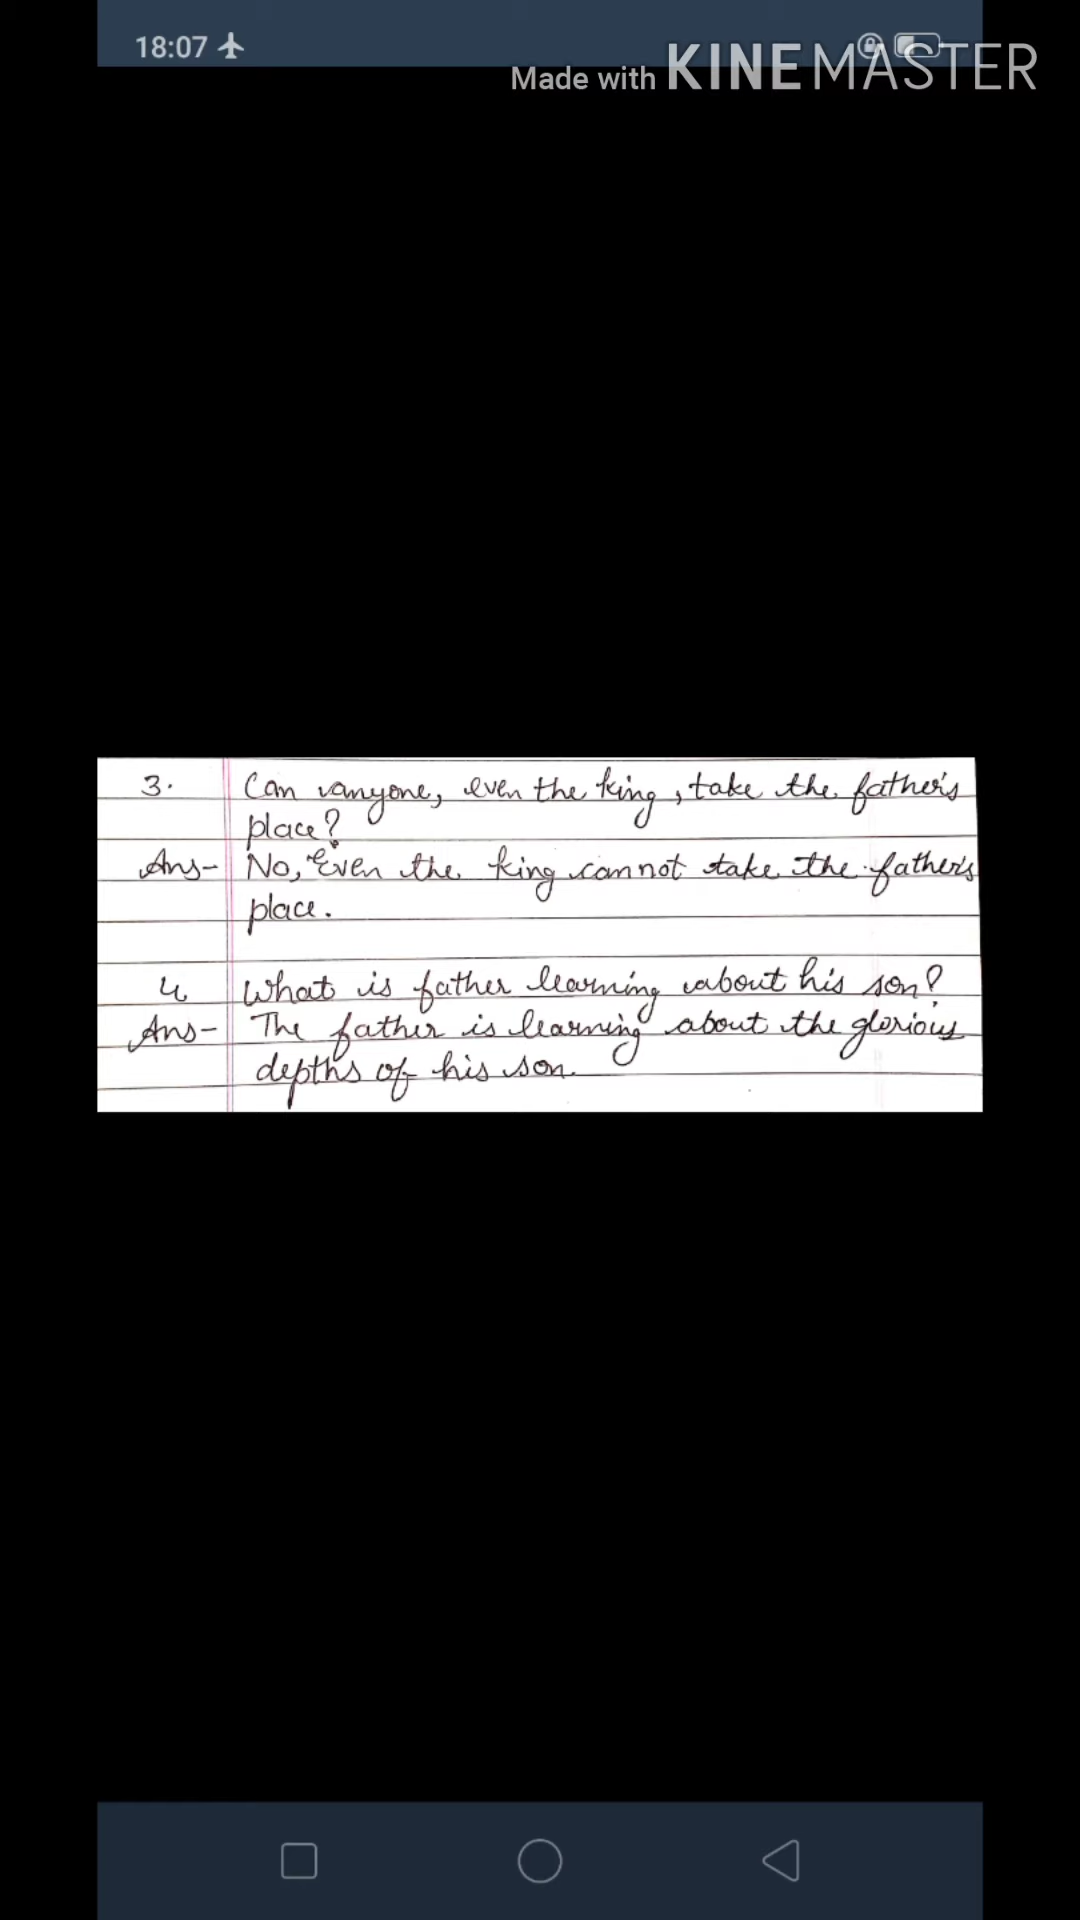 18:07
Made with KINEMASTER
3. Can anyone, even the king, take the father's
place?
Ans- No, Even the king cannot take the father's
place.
4 What is father learning about his son?
Ans- The father is learning about the glorious
depths of his son.